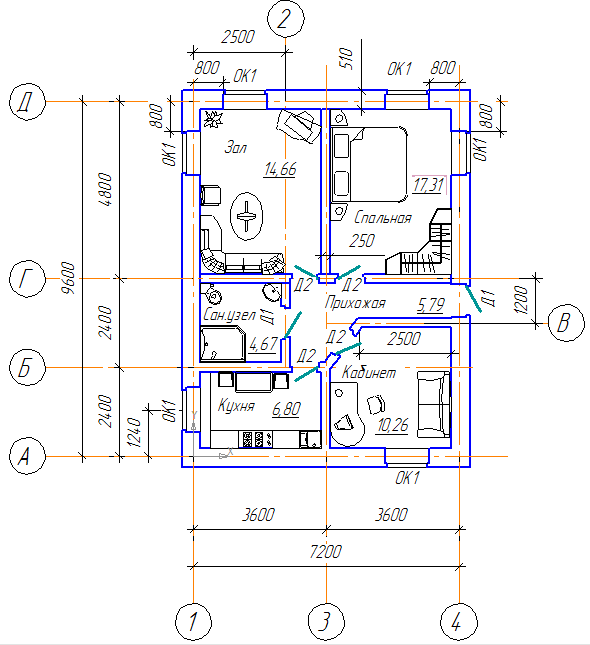 2
2500
800
ОК1
510
ОК1
800
Д
800
ОК1
Зал
14,66
17,31
800
ОК1
4800
9600
Спальная
250
Г
Д2
Д2
Прихожая
5,79
Д1
1200
В
Сан.узел
Д1
4,67
2400
Д2
2500
Б
Д2
Кабинет
Кухня
6,80
10,26
ОК1
2400
1240
А
ОК1
3600
3600
7200
1
3
4